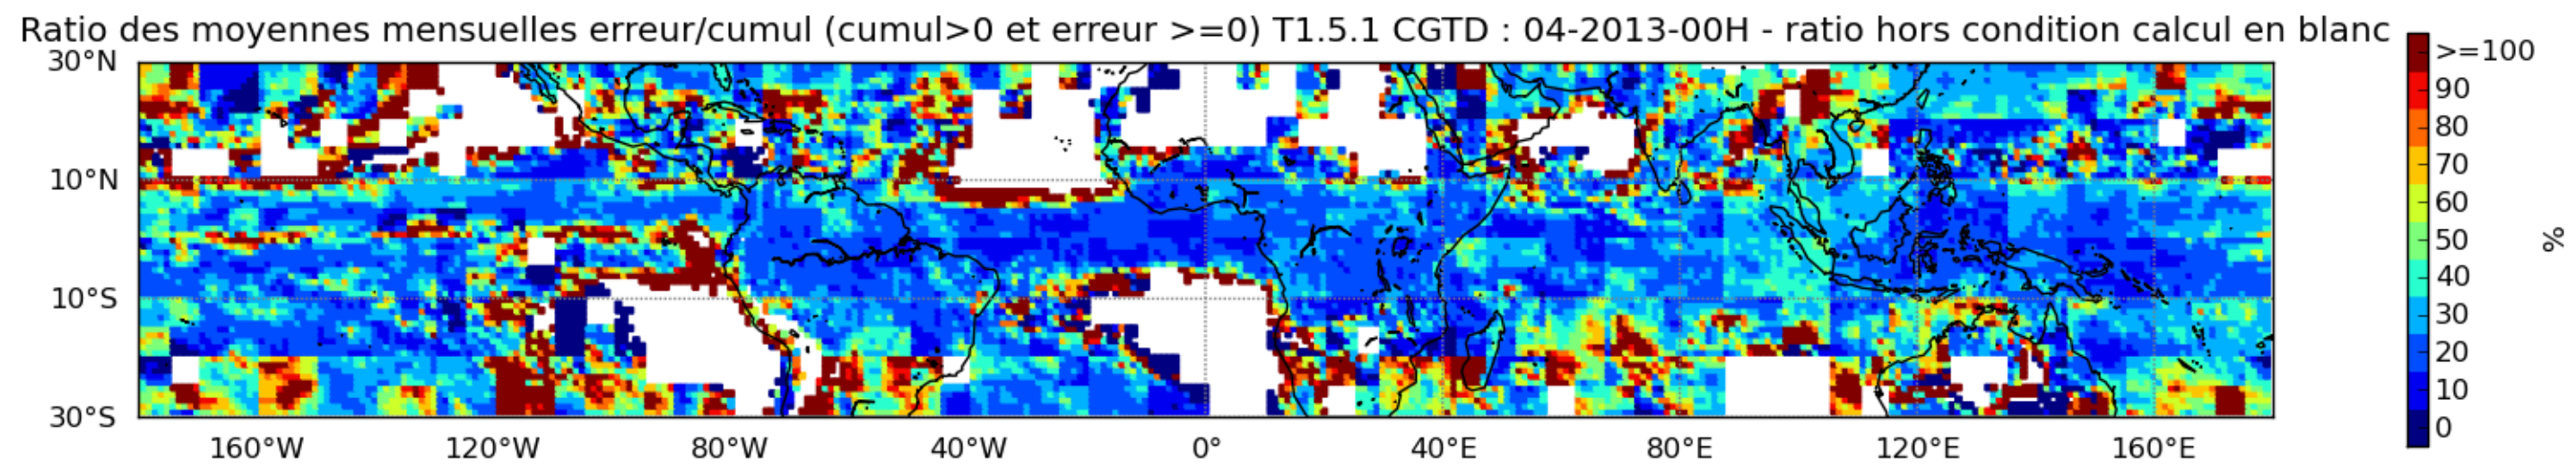 Ratio des moyennes mensuelles erreur/cumul (cumul>0 et erreur >=0) T1.5.1 CGTD : 04-2013-00H - ratio hors condition calcul en blanc
30°N
10°N
10°S
30°S
160°W 120°W 80°W 40°W 0° 40°E 80°E 120°E 160°E
>=100
90
80
70
60
50
40
30
20
10
0
%